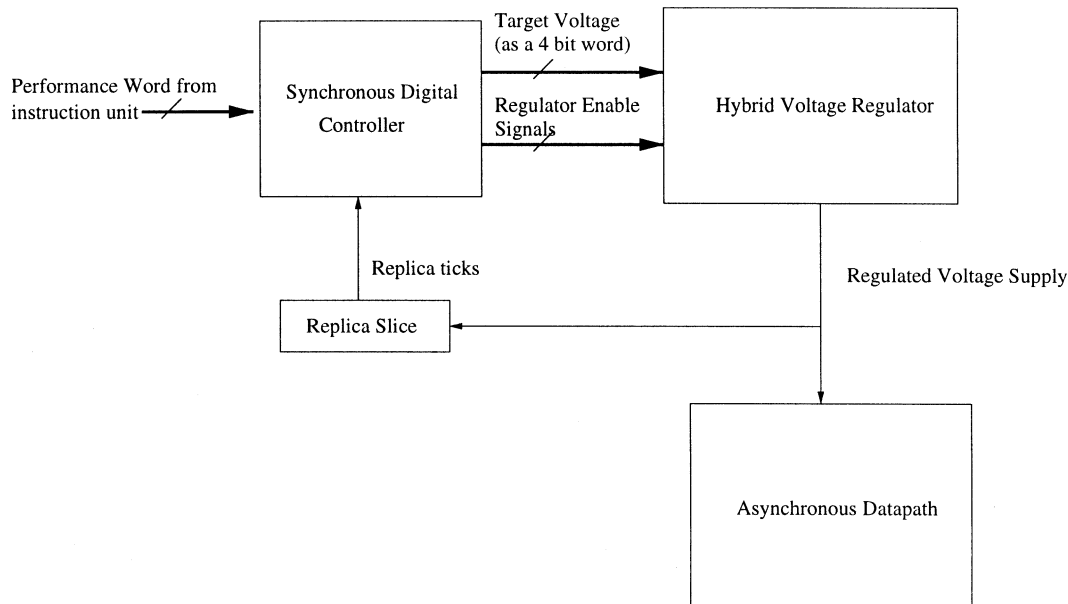 Performance Word from
instruction unit
Synchronous Digital
Controller
Target Voltage
(as a 4 bit word)
Regulator Enable
Signals
Hybrid Voltage Regulator
Replica ticks
Regulated Voltage Supply
Replica Slice
Asynchronous Datapath